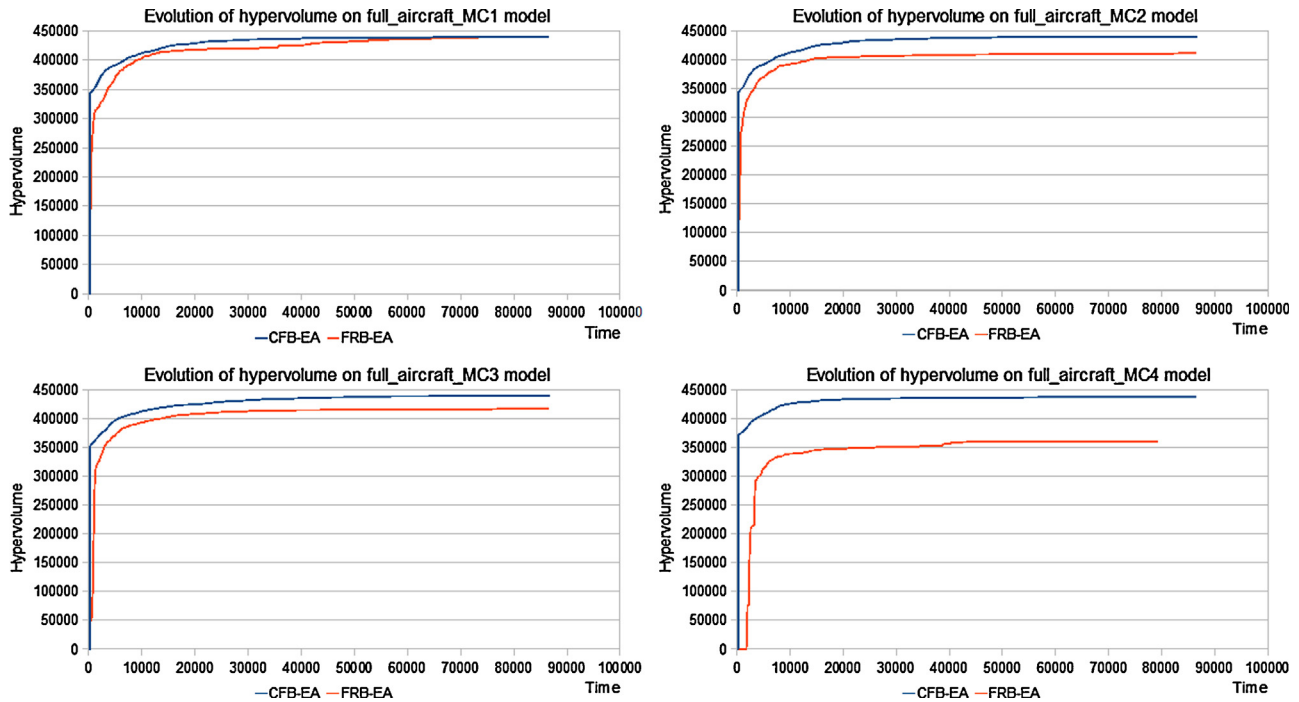 Evolution of hypervolume on full_aircraft_MC1 model
450000
400000
350000
300000
250000
200000
150000
100000
50000
0
Hypervolume
0 10000 20000 30000 40000 50000 60000 70000 80000 90000 100000
Time
CFB-EA FRB-EA
Evolution of hypervolume on full_aircraft_MC2 model
450000
400000
350000
300000
250000
200000
150000
100000
50000
0
Hypervolume
0 10000 20000 30000 40000 50000 60000 70000 80000 90000 100000
Time
CFB-EA FRB-EA
Evolution of hypervolume on full_aircraft_MC3 model
450000
400000
350000
300000
250000
200000
150000
100000
50000
0
Hypervolume
0 10000 20000 30000 40000 50000 60000 70000 80000 90000 100000
Time
CFB-EA FRB-EA
Evolution of hypervolume on full_aircraft_MC4 model
450000
400000
350000
300000
250000
200000
150000
100000
50000
0
Hypervolume
0 10000 20000 30000 40000 50000 60000 70000 80000 90000 100000
Time
CFB-EA FRB-EA